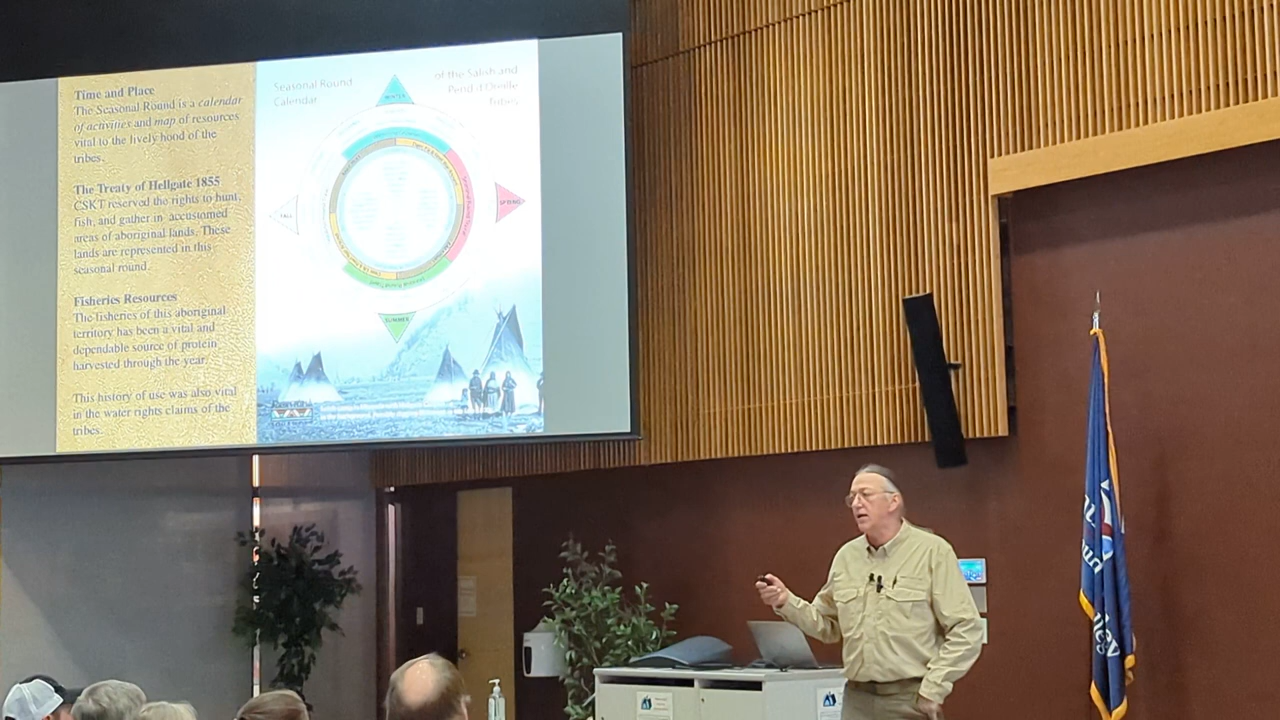 Time and Place
The Seasonal Round is a calendar
of activities and map of resources
vital to the lively hood of the
tribes.
The Treaty of Hellgate 1855
CSKT reserved the rights to hunt,
fish, and gather in accustomed
areas of aboriginal lands. These
lands are represented in this
seasonal round.
Fisheries Resources
The fisheries of this aboriginal
territory has been a vital and
dependable source of protein
harvested through the year.
This history of use was also vital
in the water rights claims of the
tribes.
Seasonal Round
Calendar
of the Salish and
Pend d'Oreille
Tribes
WINTER
SPRING
SUMMER
FALL